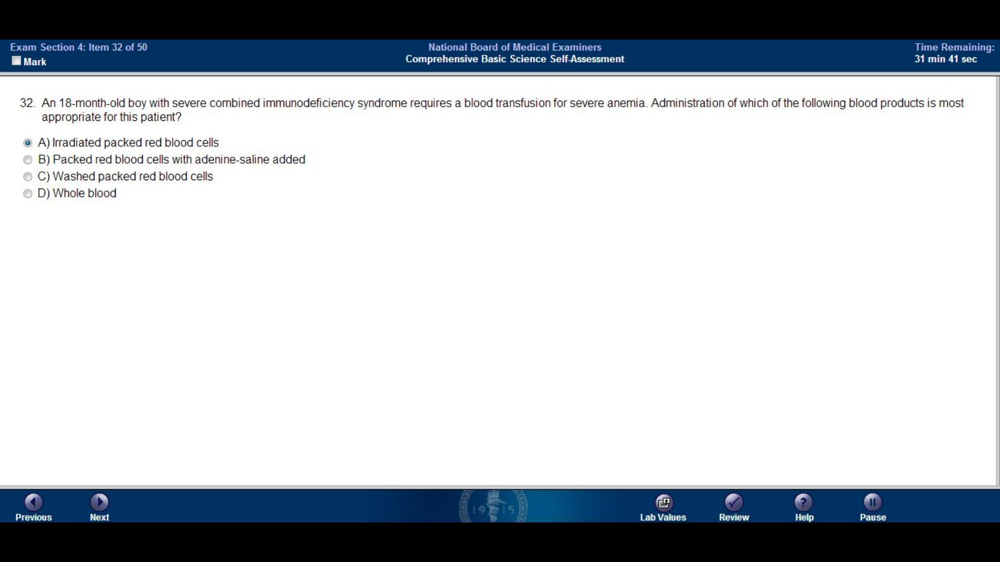 Exam Section 4: Item 32 of 50
Mark
National Board of Medical Examiners
Comprehensive Basic Science Self-Assessment
Time Remaining:
31 min 41 sec
32. An 18-month-old boy with severe combined immunodeficiency syndrome requires a blood transfusion for severe anemia. Administration of which of the following blood products is most
appropriate for this patient?
A) Irradiated packed red blood cells
B) Packed red blood cells with adenine-saline added
C) Washed packed red blood cells
D) Whole blood
Previous
Next
1915
Lab Values
Review
Help
Pause